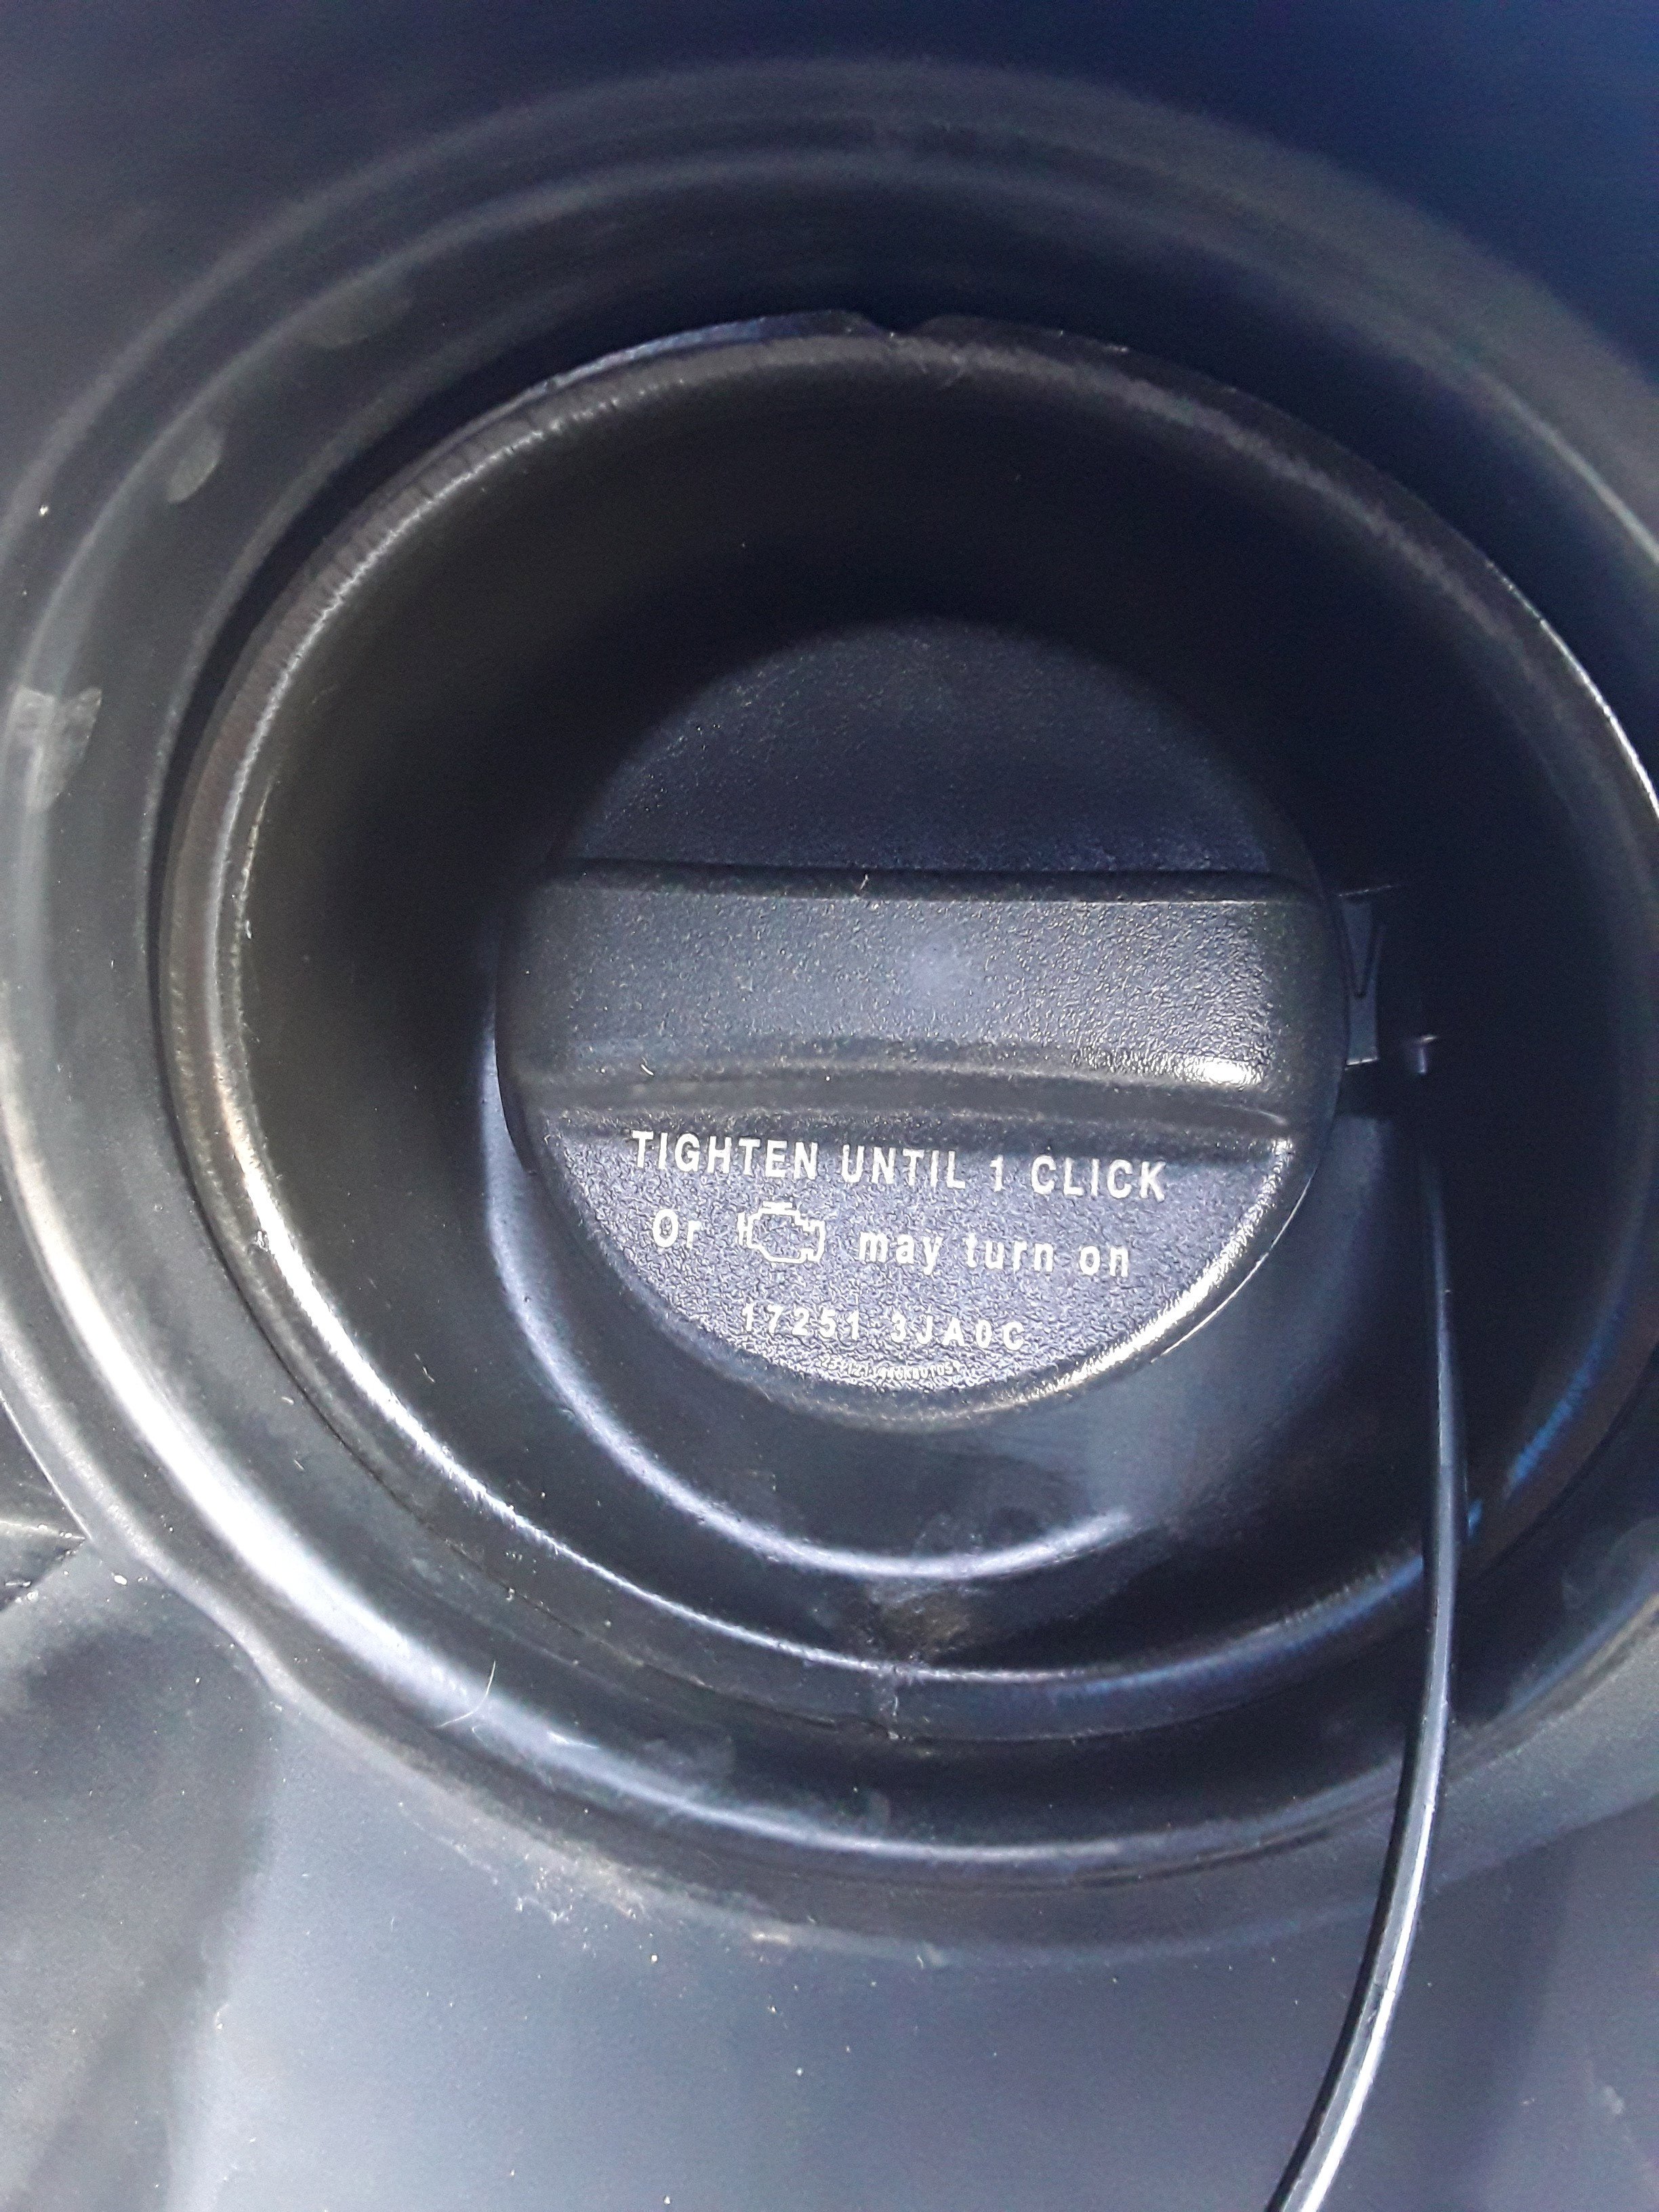 TIGHTEN UNTIL 1 CLICK
Or may turn on
17251-3JA0C